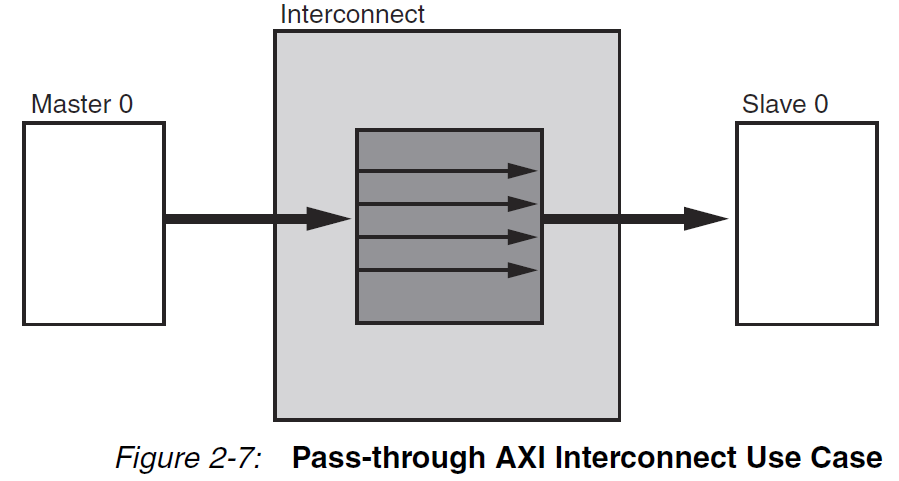 Interconnect
Master 0
Slave 0
Figure 2-7: Pass-through AXI Interconnect Use Case